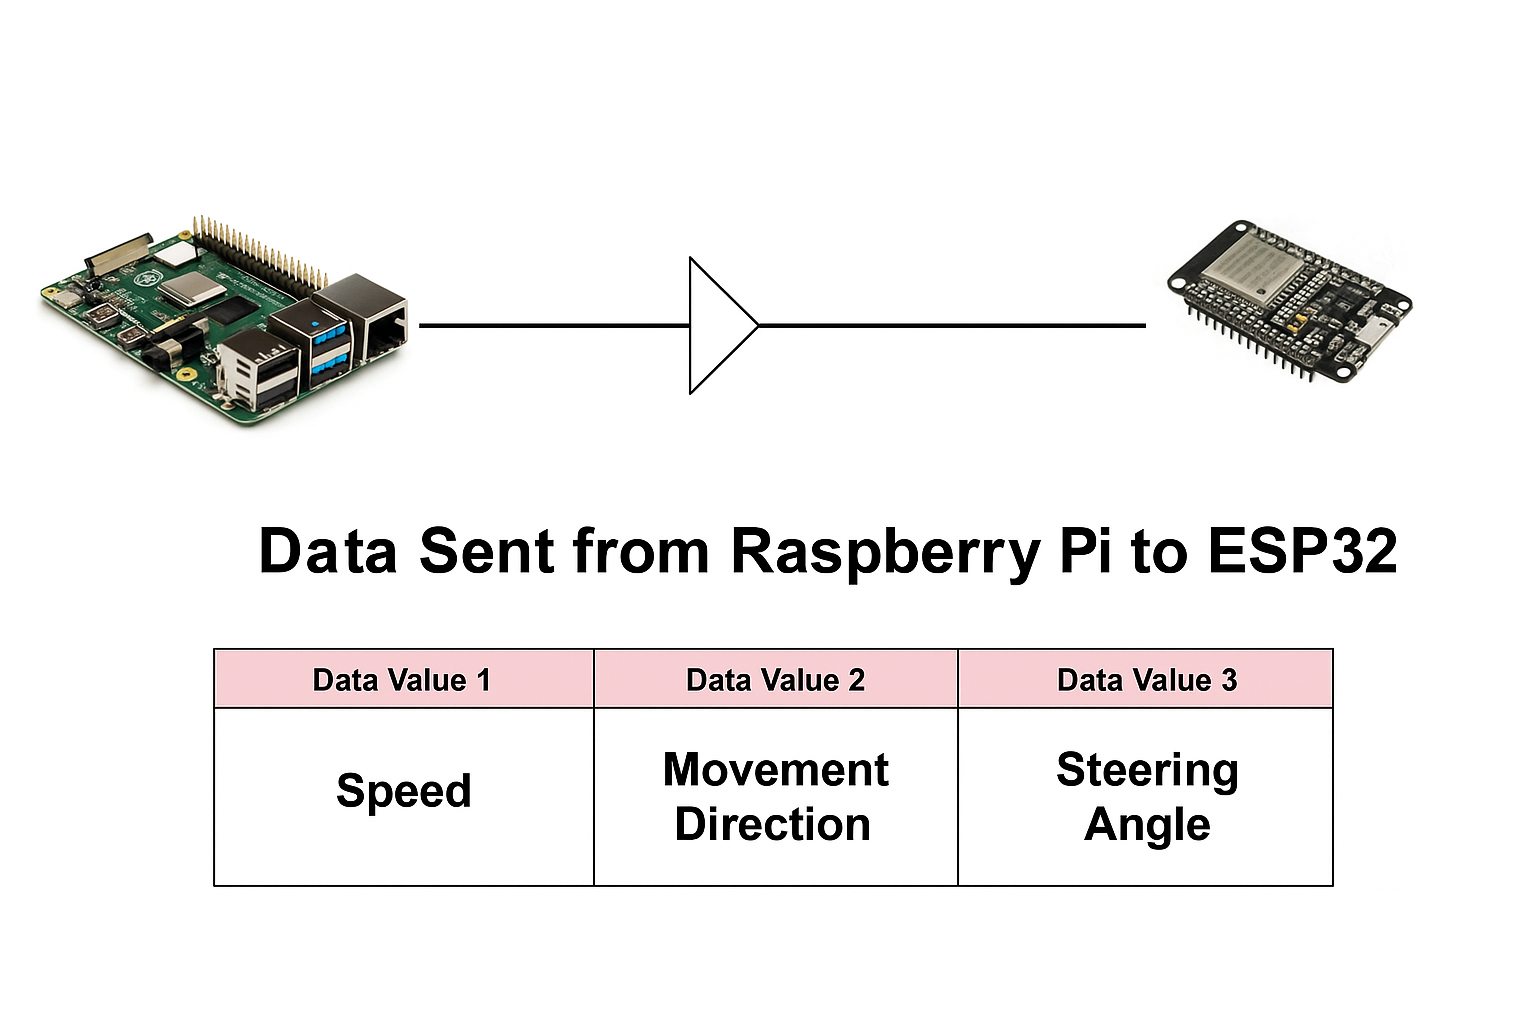 Data Sent from Raspberry Pi to ESP32
Data Value 1
Data Value 2
Data Value 3
Speed
Movement
Direction
Steering
Angle